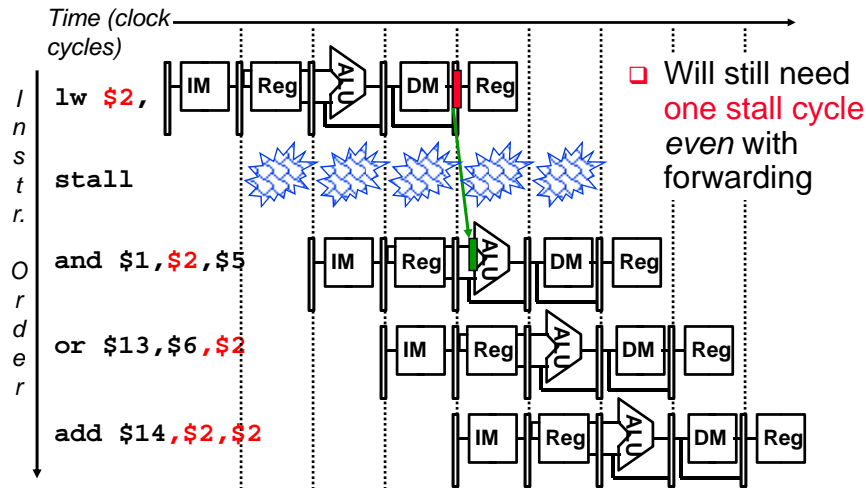 Time (clock
cycles)
I
n
s
t
r.
O
r
d
e
r
lw $2,
IM
Reg
ALU
DM
Reg
stall
and $1,$2,$5
IM
Reg
ALU
DM
Reg
or $13,$6,$2
IM
Reg
ALU
DM
Reg
add $14,$2,$2
IM
Reg
ALU
DM
Reg
Will still need
one stall cycle
even with
forwarding